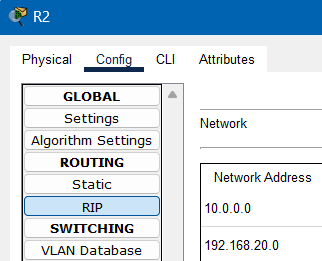 R2
Physical Config CLI Attributes
GLOBAL
Settings
Algorithm Settings
ROUTING
Static
RIP
SWITCHING
VLAN Database
Network
Network Address
10.0.0.0
192.168.20.0